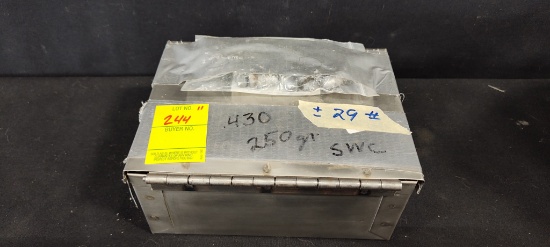 LOT NO.
244
BUYER NO.
± 29 #
.430
250gr
SWC